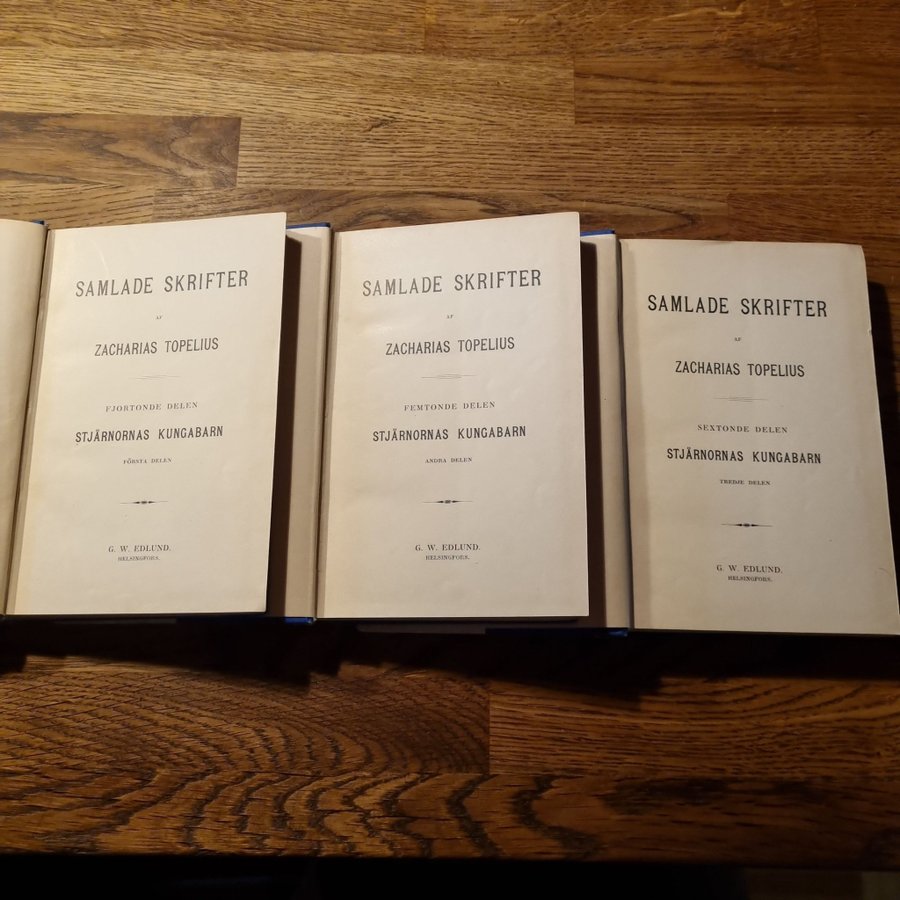 SAMLADE SKRIFTER
AF
ZACHARIAS TOPELIUS
FJORTONDE DELEN
STJÄRNORNAS KUNGABARN
FÖRSTA DELEN
G. W. EDLUND.
HELSINGFORS.
SAMLADE SKRIFTER
AF
ZACHARIAS TOPELIUS
FEMTONDE DELEN
STJÄRNORNAS KUNGABARN
ANDRA DELEN
G. W. EDLUND.
HELSINGFORS.
SAMLADE SKRIFTER
AF
ZACHARIAS TOPELIUS
SEXTONDE DELEN
STJÄRNORNAS KUNGABARN
TREDJE DELEN
G. W. EDLUND.
HELSINGFORS.